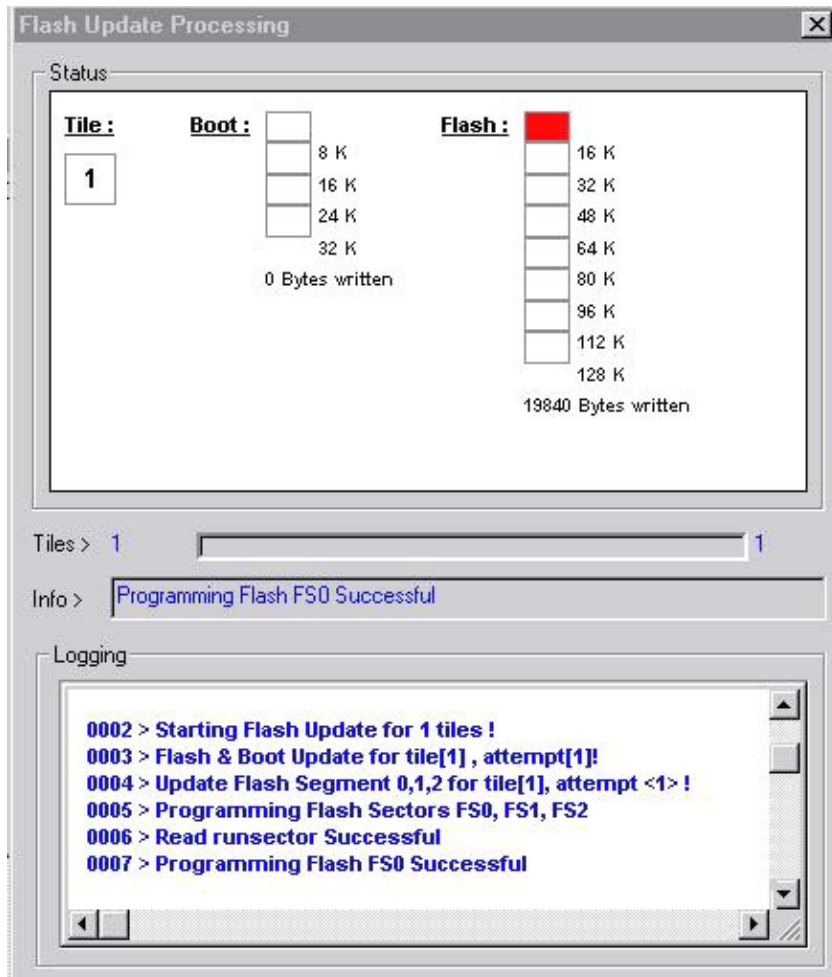 Flash Update Processing
Status
Tile :
1
Boot :
8 K
16 K
24 K
32 K
0 Bytes written
Flash :
16 K
32 K
48 K
64 K
80 K
96 K
112 K
128 K
19840 Bytes written
Tiles > 1 1
Info > Programming Flash FS0 Successful
Logging
0002 > Starting Flash Update for 1 tiles !
0003 > Flash & Boot Update for tile[1] , attempt[1]!
0004 > Update Flash Segment 0,1,2 for tile[1], attempt <1> !
0005 > Programming Flash Sectors FS0, FS1, FS2
0006 > Read runsector Successful
0007 > Programming Flash FS0 Successful